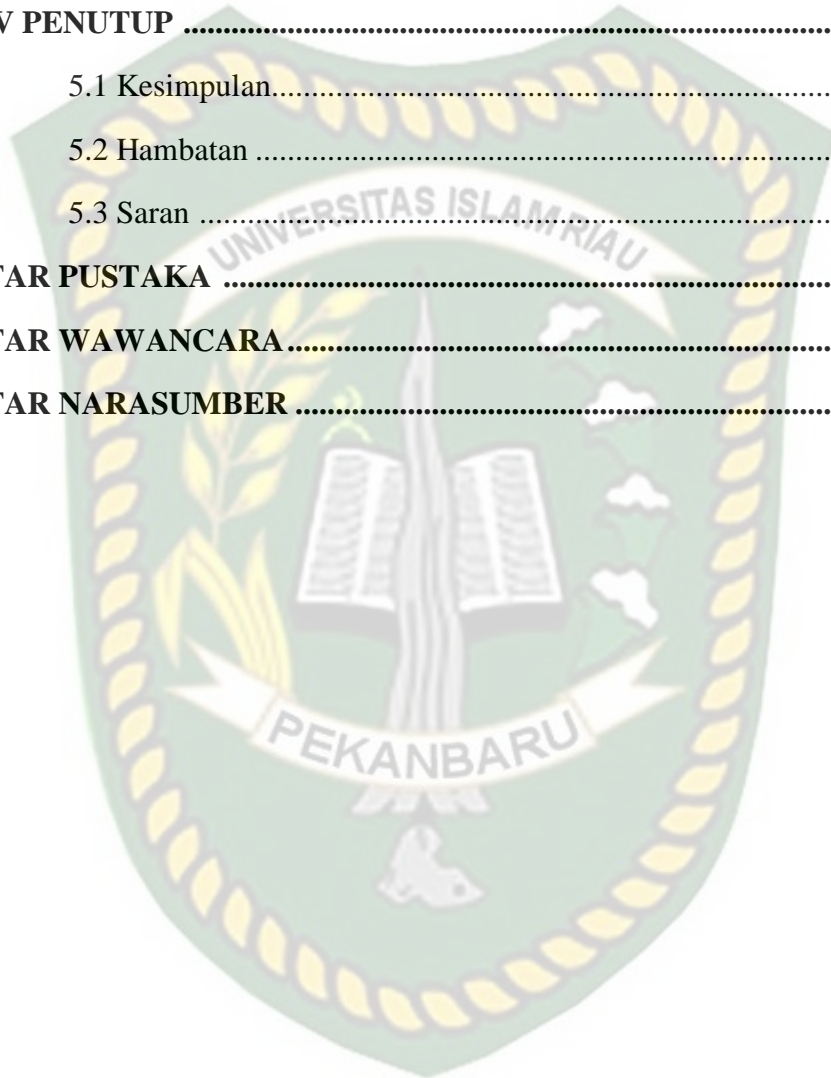 V PENUTUP ........................................................................
5.1 Kesimpulan........................................................................
5.2 Hambatan ........................................................................
5.3 Saran ........................................................................
UNIVERSITAS ISLAM RIAU
TAR PUSTAKA ........................................................................
TAR WAWANCARA........................................................................
TAR NARASUMBER ........................................................................
PEKANBARU